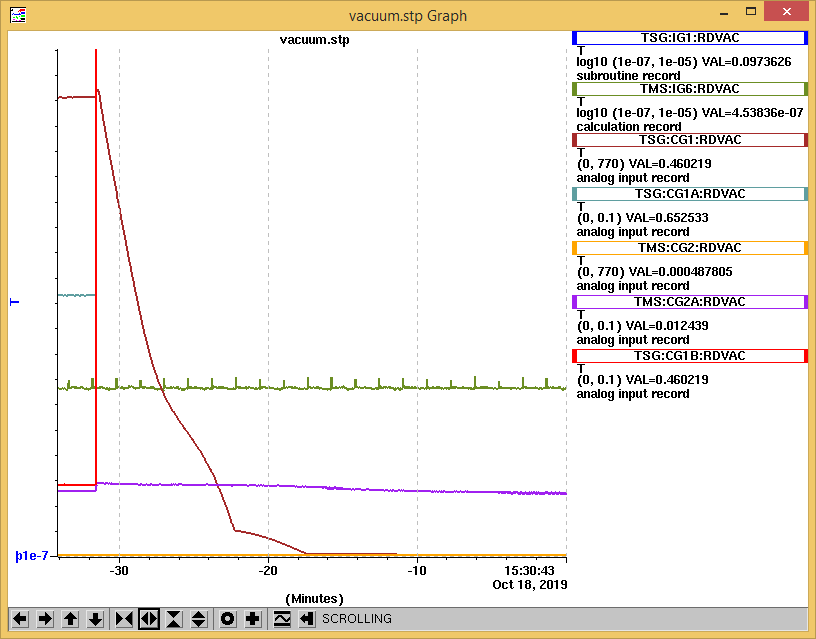 vacuum.stp Graph
vacuum.stp
T
þ1e-7
-30
-20
-10
15:30:43
Oct 18, 2019
(Minutes)
TSG:IG1:RDVAC
T
log10 (1e-07, 1e-05) VAL=0.0973626
subroutine record
TMS:IG6:RDVAC
T
log10 (1e-07, 1e-05) VAL=4.53836e-07
calculation record
TSG:CG1:RDVAC
T
(0, 770) VAL=0.460219
analog input record
TSG:CG1A:RDVAC
T
(0, 0.1) VAL=0.652533
analog input record
TMS:CG2:RDVAC
T
(0, 770) VAL=0.000487805
analog input record
TMS:CG2A:RDVAC
T
(0, 0.1) VAL=0.012439
analog input record
TSG:CG1B:RDVAC
T
(0, 0.1) VAL=0.460219
analog input record
SCROLLING